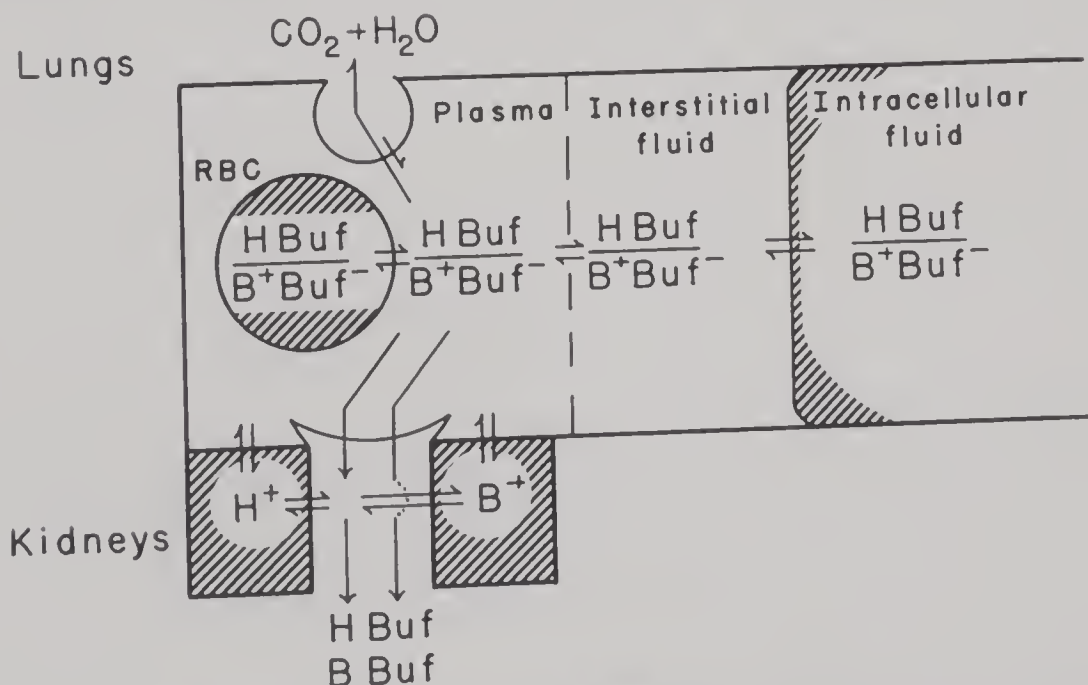 CO₂ + H₂O
Lungs
Plasma
Interstitial
fluid
Intracellular
fluid
RBC
H Buf
B⁺Buf⁻
H Buf
B⁺Buf⁻
H Buf
B⁺Buf⁻
H Buf
B⁺Buf⁻
H⁺
B⁺
Kidneys
H Buf
B Buf